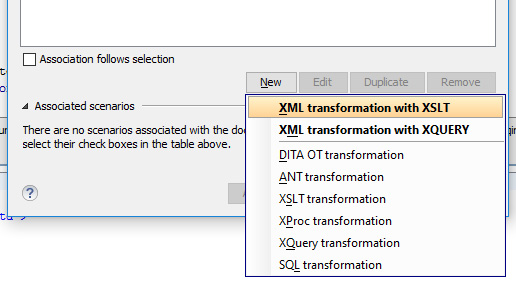 Association follows selection
New Edit Duplicate Remove
Associated scenarios
XML transformation with XSLT
There are no scenarios associated with the
XML transformation with XQUERY
select their check boxes in the table above.
DITA OT transformation
ANT transformation
XSLT transformation
XProc transformation
XQuery transformation
SQL transformation
?